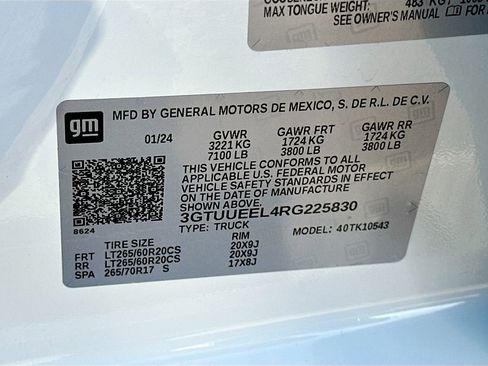 MAX TONGUE WEIGHT: 483 KG
SEE OWNER'S MANUAL FOR
gm
MFD BY GENERAL MOTORS DE MEXICO, S. DE R.L. DE C.V.
01/24 GVWR GAWR FRT GAWR RR
3221 KG 1724 KG 1724 KG
7100 LB 3800 LB 3800 LB
THIS VEHICLE CONFORMS TO ALL
APPLICABLE U.S. FEDERAL MOTOR
VEHICLE SAFETY STANDARDS IN EFFECT
ON THE DATE OF MANUFACTURE
3GTUUEEL4RG225830
8624 TYPE: TRUCK MODEL: 40TK10543
TIRE SIZE RIM
FRT LT265/60R20CS 20X9J
RR LT265/60R20CS 20X9J
SPA 265/70R17 S 17X8J